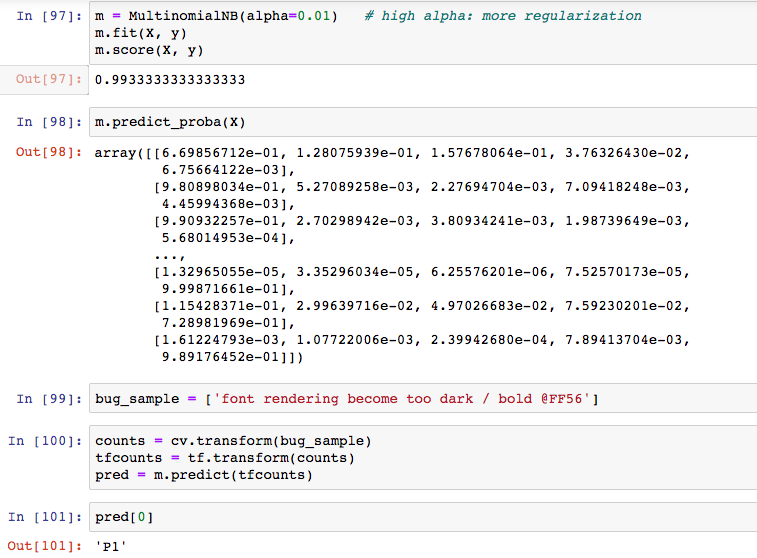 In [97]: m = MultinomialNB(alpha=0.01)   # high alpha: more regularization
m.fit(X, y)
m.score(X, y)
Out[97]: 0.9933333333333333
In [98]: m.predict_proba(X)
Out[98]: array([[6.69856712e-01, 1.28075939e-01, 1.57678064e-01, 3.76326430e-02,
6.75664122e-03],
[9.80898034e-01, 5.27089258e-03, 2.27694704e-03, 7.09418248e-03,
4.45994368e-03],
[9.90932257e-01, 2.70298942e-03, 3.80934241e-03, 1.98739649e-03,
5.68014953e-04],
...,
[1.32965055e-05, 3.35296034e-05, 6.25576201e-06, 7.52570173e-05,
9.99871661e-01],
[1.15428371e-01, 2.99639716e-02, 4.97026683e-02, 7.59230201e-02,
7.28981969e-01],
[1.61224793e-03, 1.07722006e-03, 2.39942680e-04, 7.89413704e-03,
9.89176452e-01]])
In [99]: bug_sample = ['font rendering become too dark / bold @FF56']
In [100]: counts = cv.transform(bug_sample)
tfcounts = tf.transform(counts)
pred = m.predict(tfcounts)
In [101]: pred[0]
Out[101]: 'P1'